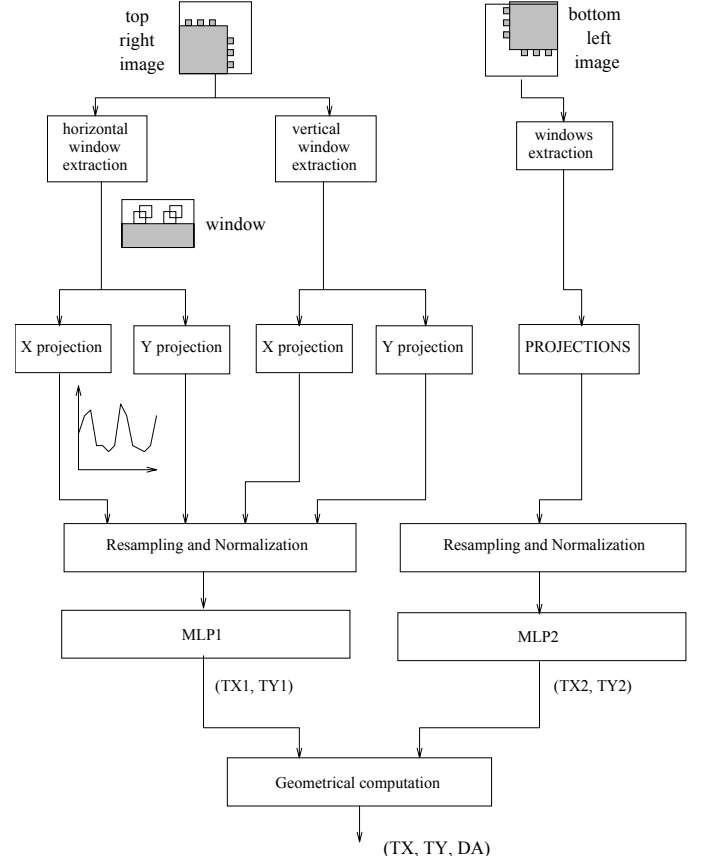 top
right
image
bottom
left
image
horizontal
window
extraction
vertical
window
extraction
windows
extraction
window
X projection
Y projection
X projection
Y projection
PROJECTIONS
Resampling and Normalization
Resampling and Normalization
MLP1
MLP2
(TX1, TY1)
(TX2, TY2)
Geometrical computation
(TX, TY, DA)